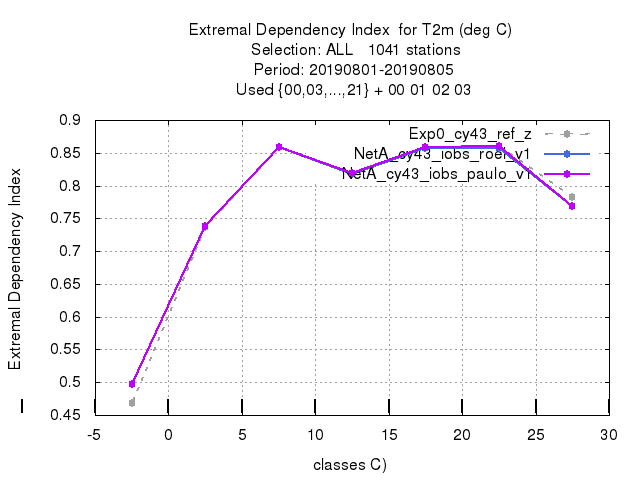 Extremal Dependency Index for T2m (deg C)
Selection: ALL 1041 stations
Period: 20190801-20190805
Used {00,03,...,21} + 00 01 02 03
Exp0_cy43_ref_z
NetA_cy43_iobs_roel_v1
NetA_cy43_iobs_paulo_v1
Extremal Dependency Index
0.9
0.85
0.8
0.75
0.7
0.65
0.6
0.55
0.5
0.45
-5 0 5 10 15 20 25 30
classes C)